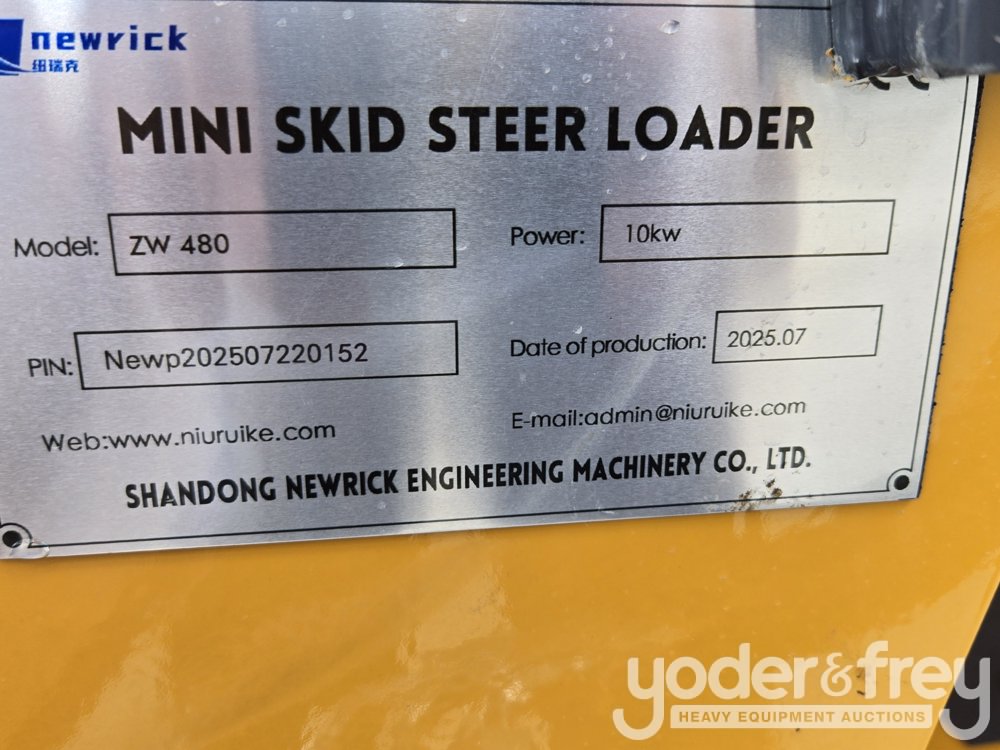 newrick
纽瑞克
MINI SKID STEER LOADER
Model: ZW 480
Power: 10kw
PIN: Newp202507220152
Date of production: 2025.07
Web:www.niuruike.com
E-mail:admin@niuruike.com
SHANDONG NEWRICK ENGINEERING MACHINERY CO., LTD.
yoder&frey
HEAVY EQUIPMENT AUCTIONS